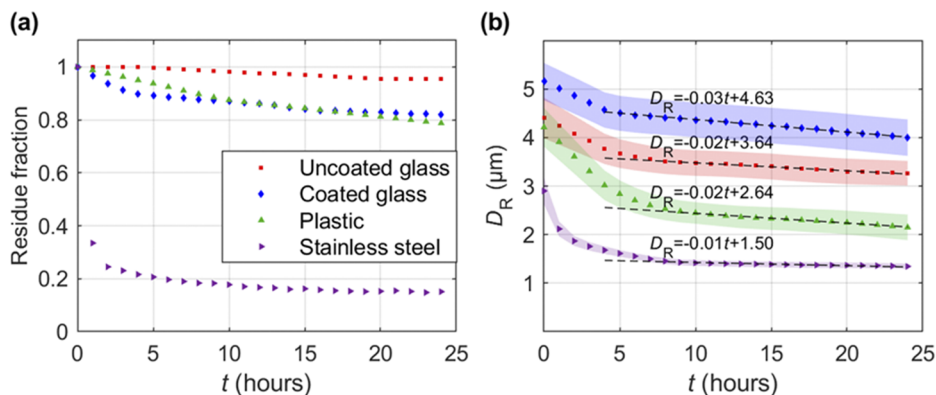 (a)
1
0.8
0.6
0.4
0.2
0
Residue fraction
Uncoated glass
Coated glass
Plastic
Stainless steel
0 5 10 15 20 25
t (hours)
(b)
5
4
3
2
1
D_R (μm)
D_R=-0.03t+4.63
D_R=-0.02t+3.64
D_R=-0.02t+2.64
D_R=-0.01t+1.50
0 5 10 15 20 25
t (hours)